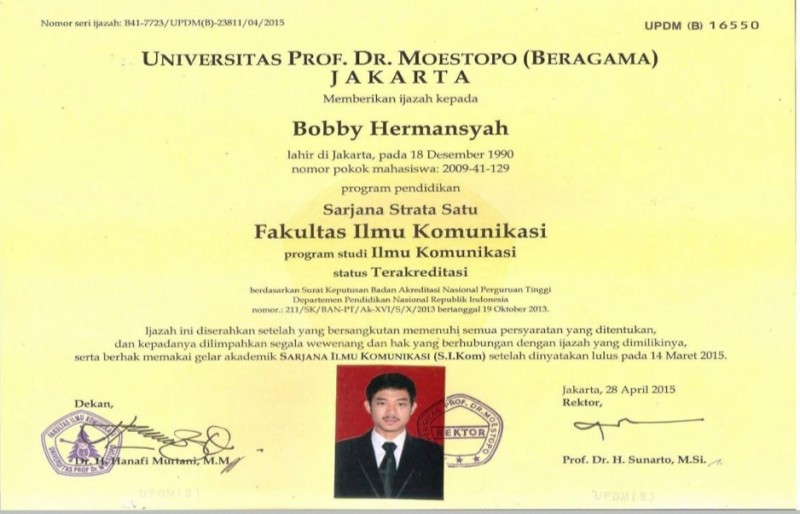 Nomor seri ijazah: B41-7723/UPDM(B)-23811/04/2015
UPDM (B) 16550
UNIVERSITAS PROF. DR. MOESTOPO (BERAGAMA)
JAKARTA
Memberikan ijazah kepada
Bobby Hermansyah
lahir di Jakarta, pada 18 Desember 1990
nomor pokok mahasiswa: 2009-41-129
program pendidikan
Sarjana Strata Satu
Fakultas Ilmu Komunikasi
program studi Ilmu Komunikasi
status Terakreditasi
berdasarkan Surat Keputusan Badan Akreditasi Nasional Perguruan Tinggi
Departemen Pendidikan Nasional Republik Indonesia
nomor.: 211/SK/BAN-PT/Ak-XVI/S/X/2013 bertanggal 19 Oktober 2013.
Ijazah ini diserahkan setelah yang bersangkutan memenuhi semua persyaratan yang ditentukan,
dan kepadanya dilimpahkan segala wewenang dan hak yang berhubungan dengan ijazah yang dimilikinya,
serta berhak memakai gelar akademik SARJANA ILMU KOMUNIKASI (S.I.Kom) setelah dinyatakan lulus pada 14 Maret 2015.
Dekan,
Dr. H. Hanafi Murtani, M.M
Jakarta, 28 April 2015
Rektor,
REKTOR
Prof. Dr. H. Sunarto, M.Si.